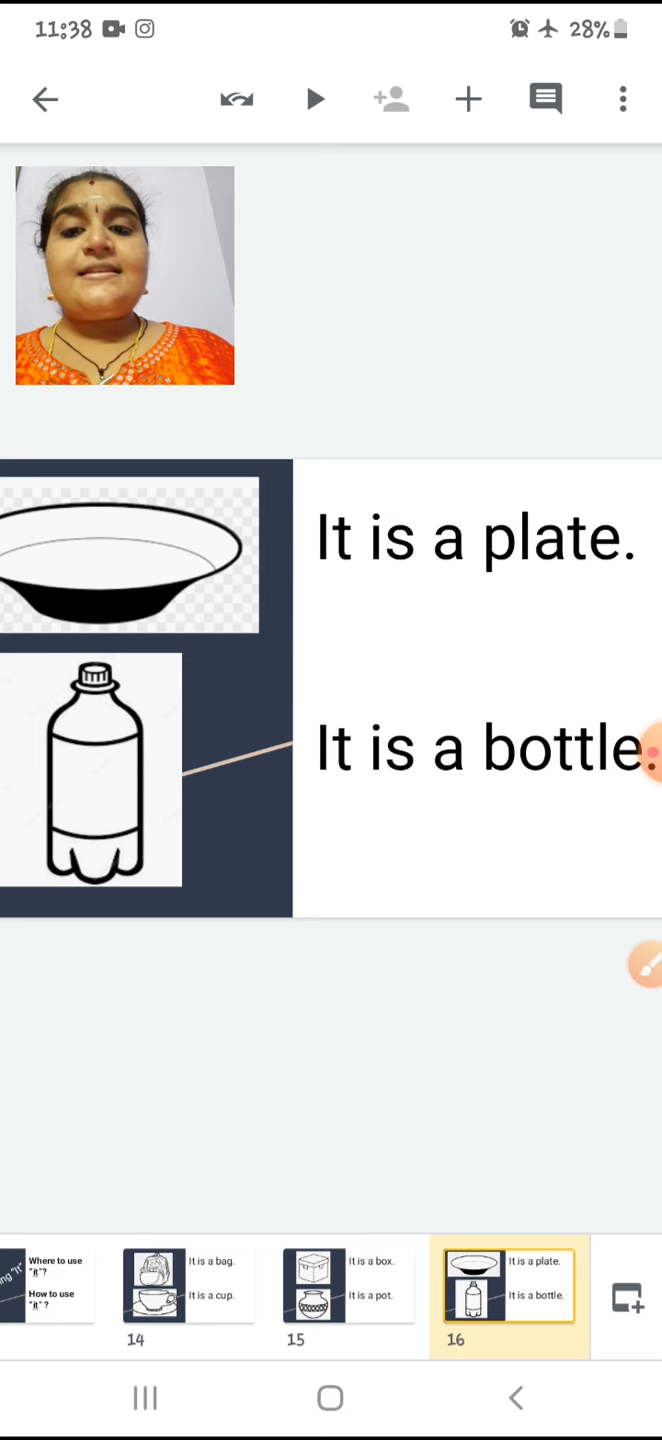 11:38
28%
It is a plate.
It is a bottle.
ng "it"
Where to use
"it"?
How to use
"it" ?
It is a bag.
It is a cup.
14
It is a box.
It is a pot.
15
It is a plate.
It is a bottle.
16